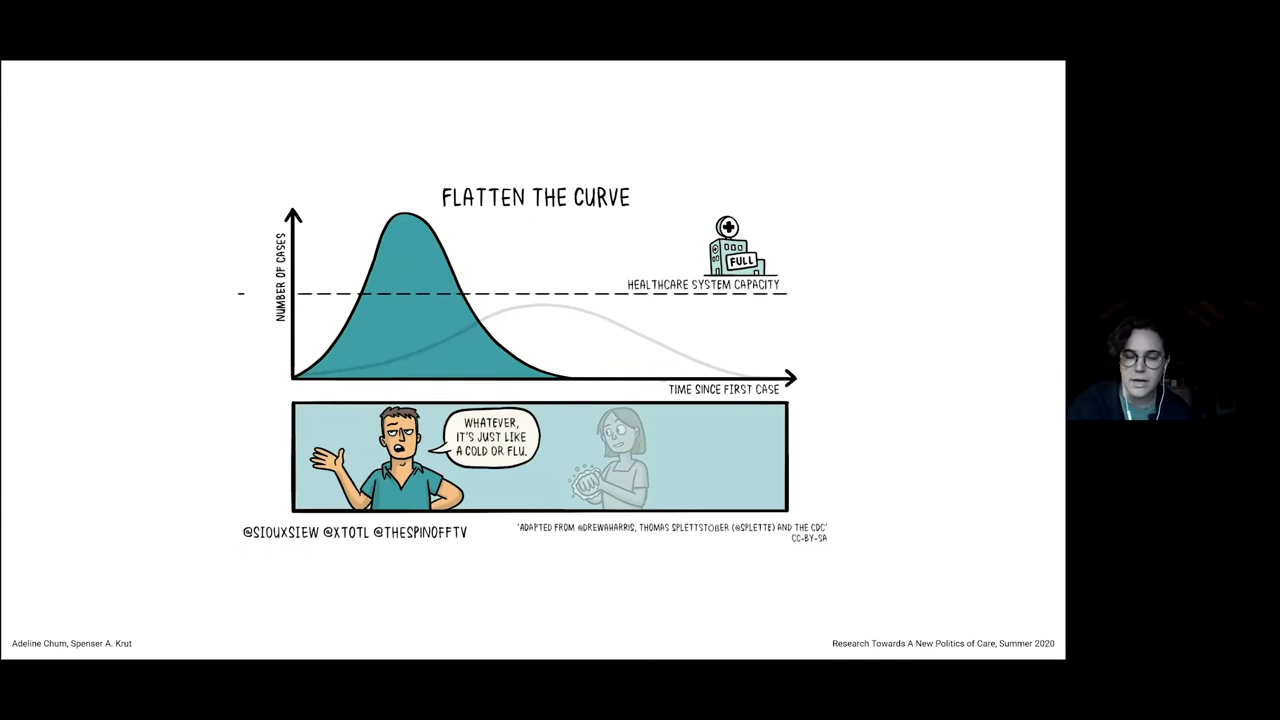 FLATTEN THE CURVE
NUMBER OF CASES
FULL
HEALTHCARE SYSTEM CAPACITY
TIME SINCE FIRST CASE
WHATEVER,
IT'S JUST LIKE
A COLD OR FLU.
@SIOUXSIEW @XTOTL @THESPINOFFTV
'ADAPTED FROM @DREWAHARRIS, THOMAS SPLETTSTÖßER (@SPLETTE) AND THE CDC'
CC-BY-SA
Adeline Chum, Spenser A. Krut
Research Towards A New Politics of Care, Summer 2020